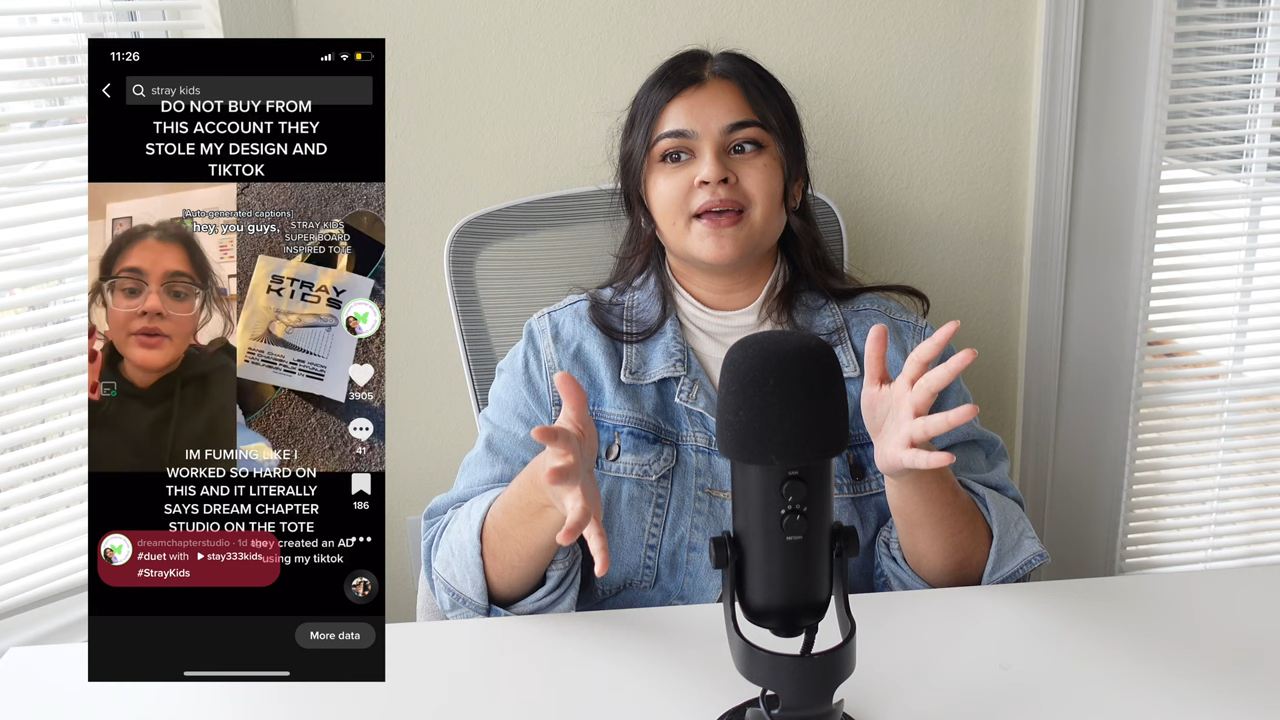 11:26
stray kids
DO NOT BUY FROM
THIS ACCOUNT THEY
STOLE MY DESIGN AND
TIKTOK
[Auto-generated captions]
hey, you guys,
STRAY KIDS
SUPER BOARD
INSPIRED TOTE
STRAY
KIDS
BANG CHAN
3905
41
186
IM FUMING LIKE I
WORKED SO HARD ON
THIS AND IT LITERALLY
SAYS DREAM CHAPTER
STUDIO ON THE TOTE
dreamchapterstudio · 1d ago
they created an AD
using my tiktok
#duet with ▶ stay333kids
#StrayKids
More data